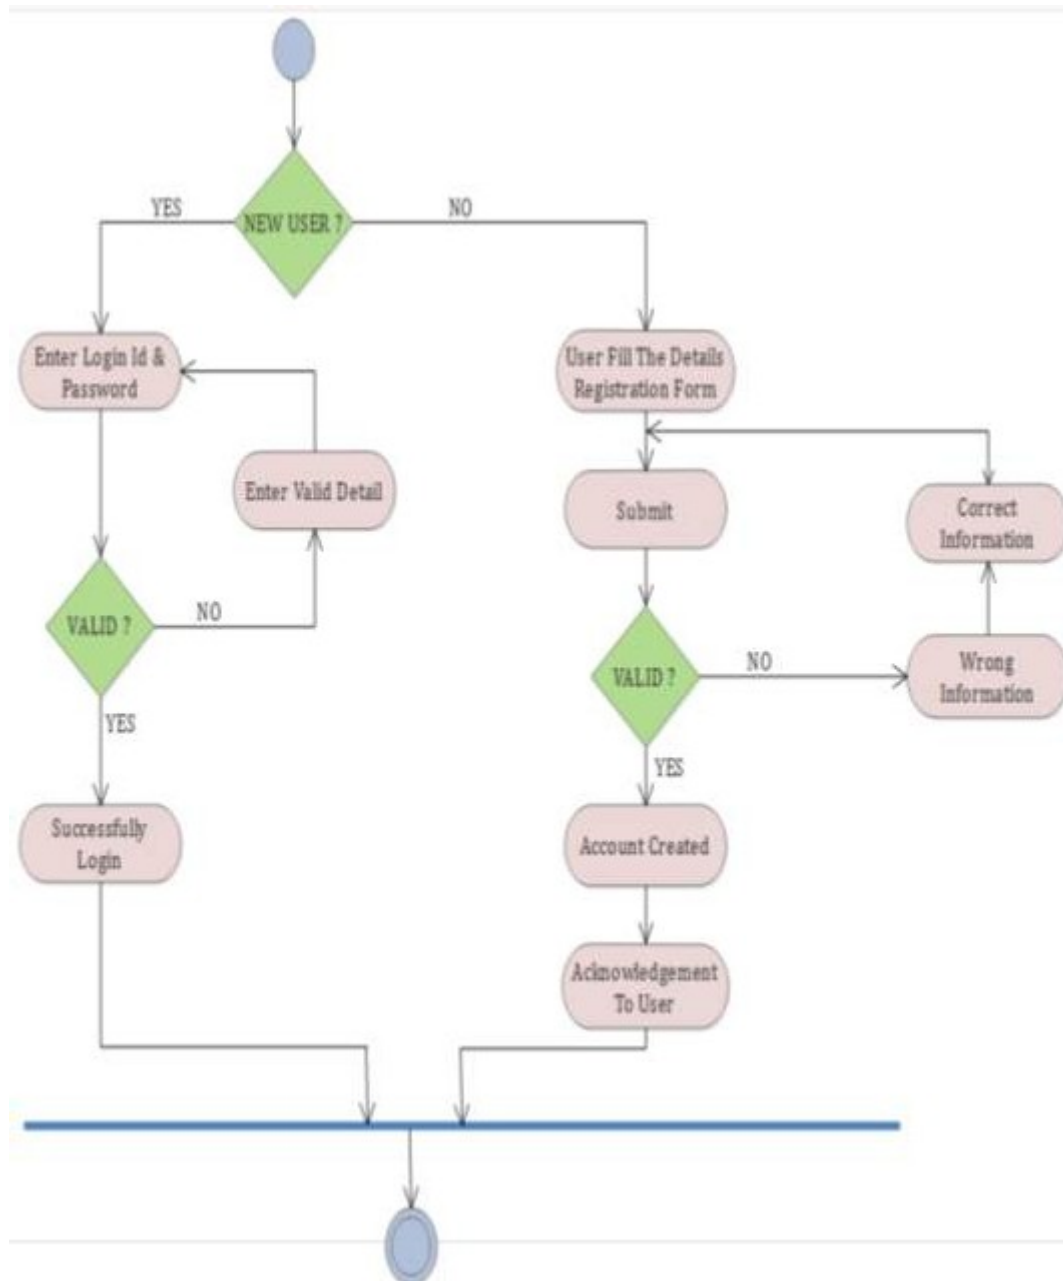 YES
NEW USER ?
NO
Enter Login Id &
Password
User Fill The Details
Registration Form
Enter Valid Detail
Submit
Correct
Information
VALID ?
NO
VALID ?
NO
Wrong
Information
YES
YES
Successfully
Login
Account Created
Acknowledgement
To User